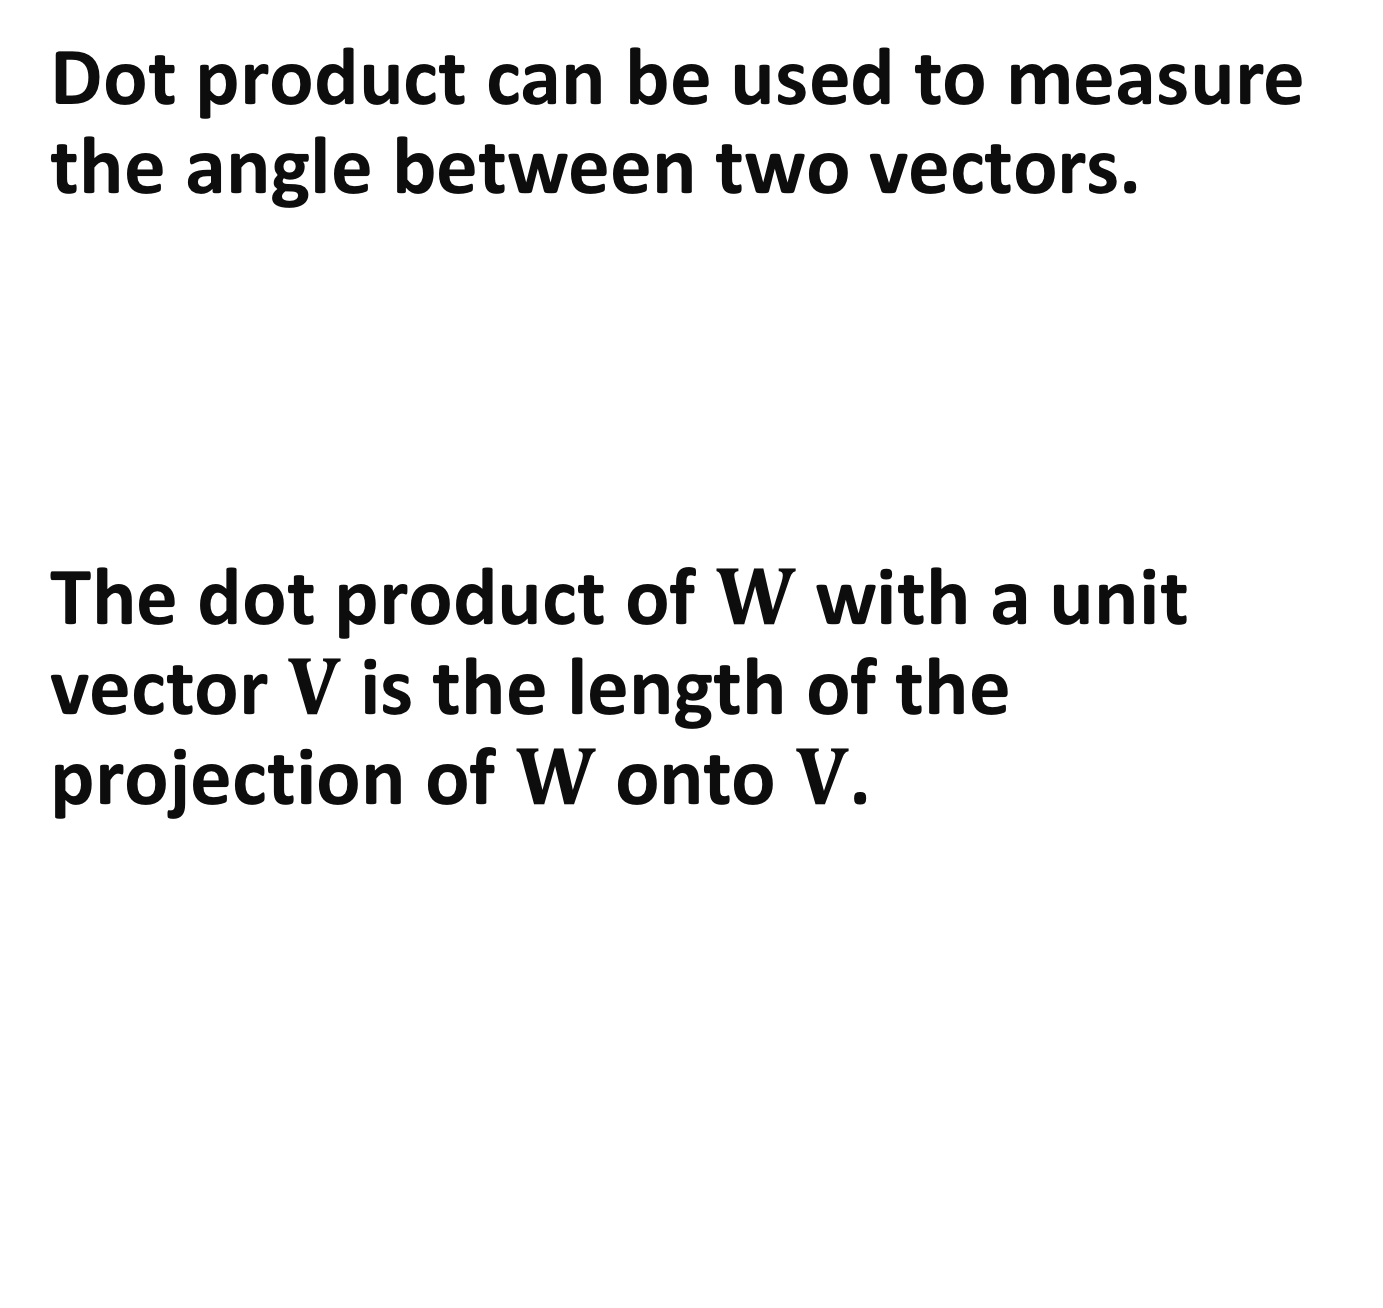 Dot product can be used to measure
the angle between two vectors.
The dot product of W with a unit
vector V is the length of the
projection of W onto V.